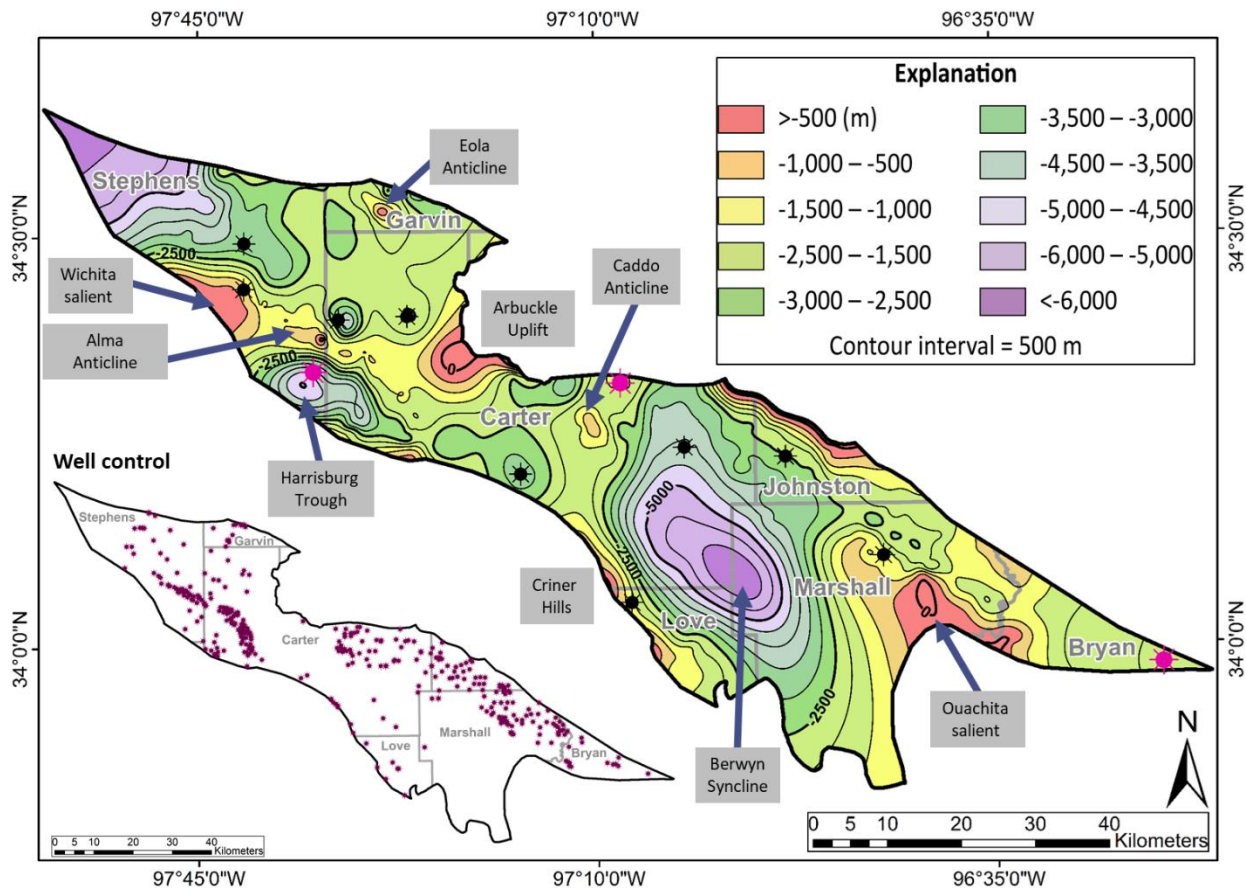 97°45'0"W
97°10'0"W
96°35'0"W
Explanation
>-500 (m)
-1,000 – -500
-1,500 – -1,000
-2,500 – -1,500
-3,000 – -2,500
-3,500 – -3,000
-4,500 – -3,500
-5,000 – -4,500
-6,000 – -5,000
<-6,000
Contour interval = 500 m
34°30'0"N
34°30'0"N
Eola
Anticline
Stephens
Garvin
-2500
Wichita
salient
Caddo
Anticline
Arbuckle
Uplift
Alma
Anticline
-2500
0
Carter
Well control
Harrisburg
Trough
-5000
Johnston
-2500
Criner
Hills
Marshall
Love
0
Bryan
-2500
Ouachita
salient
Berwyn
Syncline
34°0'0"N
34°0'0"N
Stephens
Garvin
Carter
Love
Marshall
Bryan
N
0 5 10 20 30 40
Kilometers
0 5 10 20 30 40
Kilometers
97°45'0"W
97°10'0"W
96°35'0"W